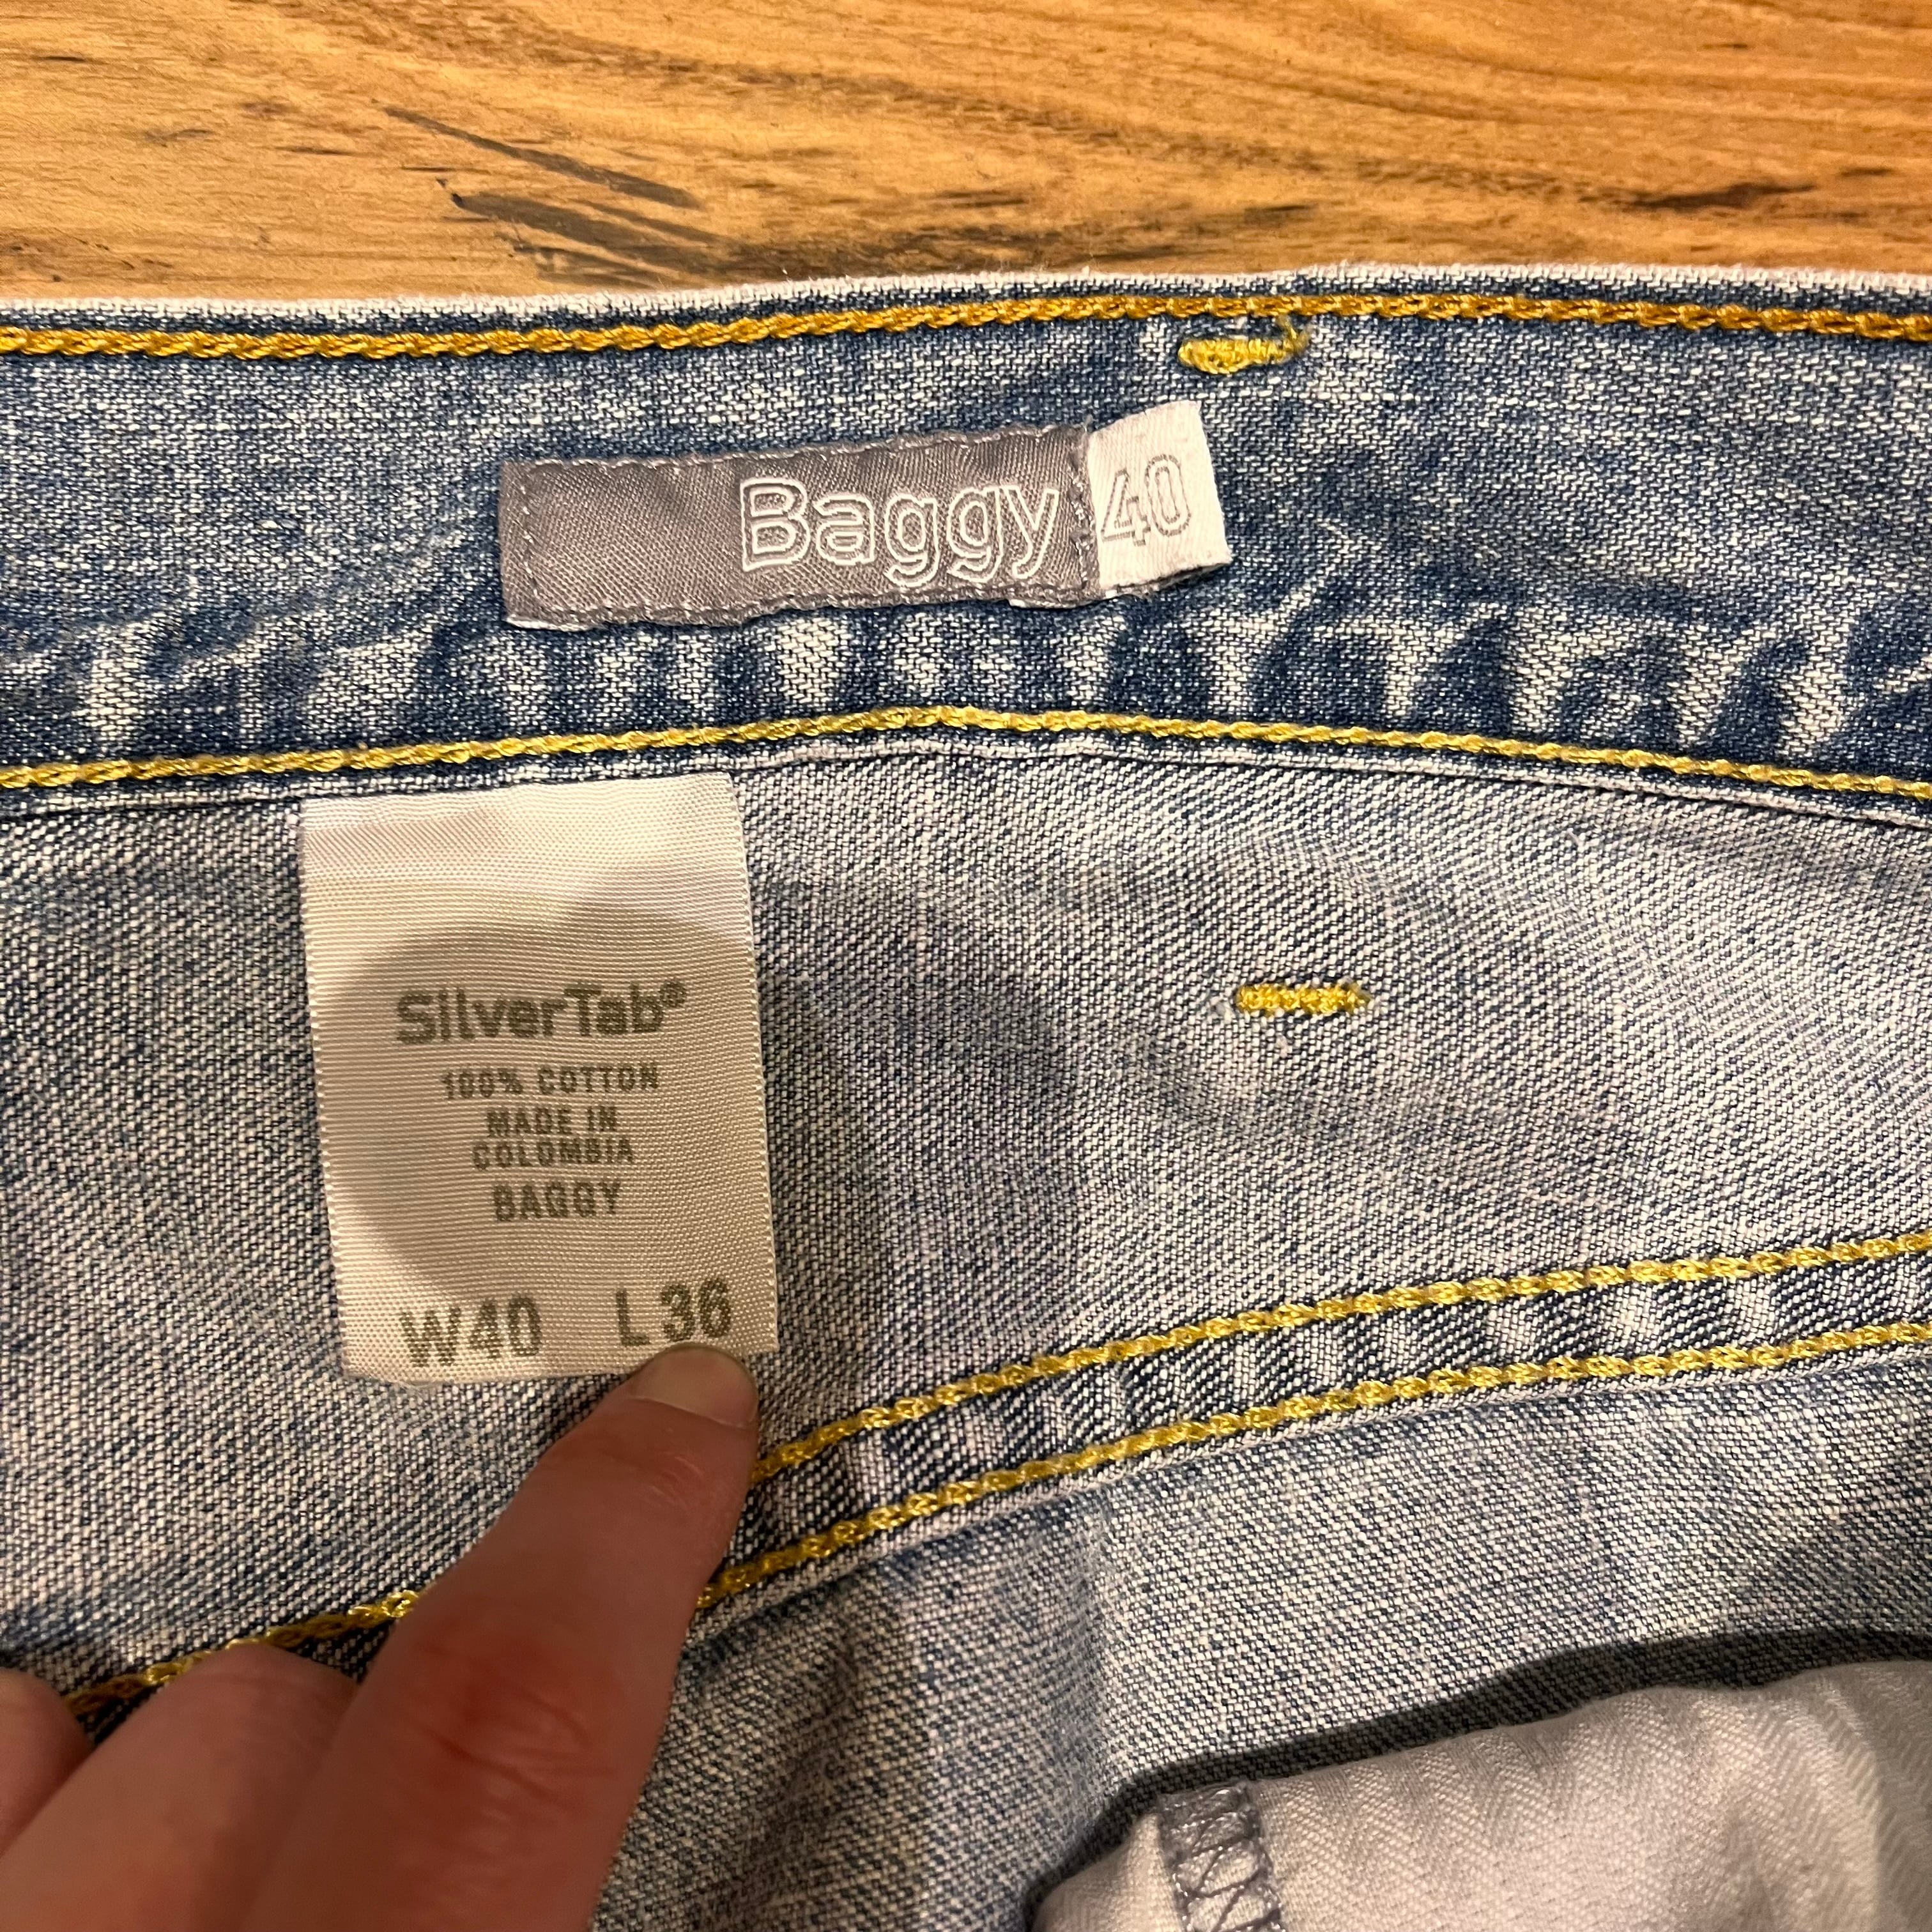 Baggy 40
SilverTab®
100% COTTON
MADE IN
COLOMBIA
BAGGY
W40 L36